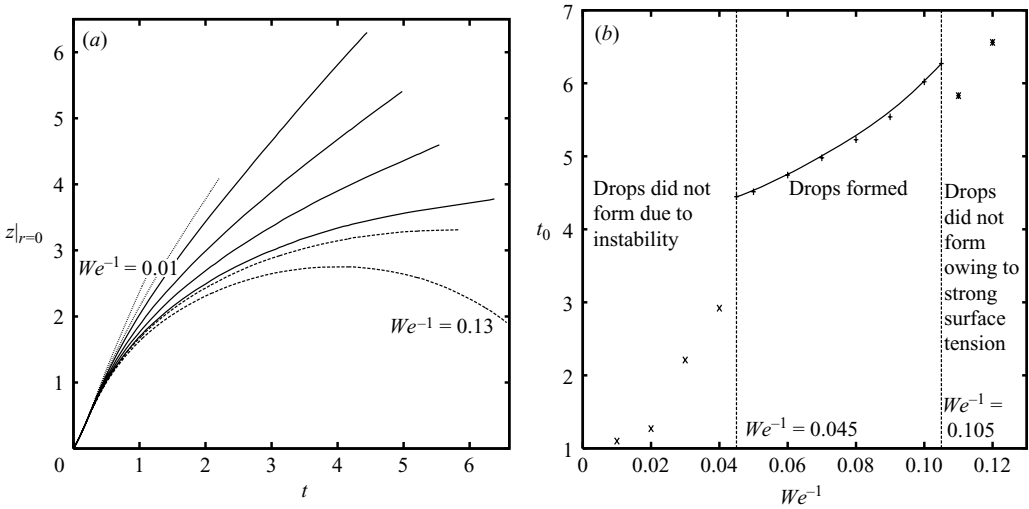 (a)
6
5
4
3
2
1
0
z|r=0
We⁻¹ = 0.01
We⁻¹ = 0.13
1
2
3
4
5
6
t
(b)
7
6
5
4
3
2
1
t₀
Drops did not
form due to
instability
Drops formed
Drops
did not
form
owing to
strong
surface
tension
We⁻¹ = 0.045
We⁻¹ =
0.105
0
0.02
0.04
0.06
0.08
0.10
0.12
We⁻¹